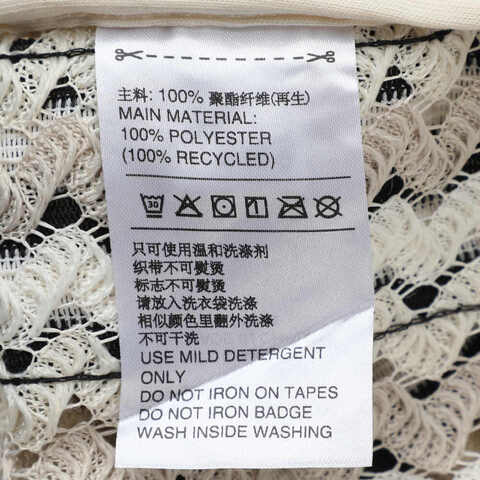 主料: 100% 聚酯纤维(再生)
MAIN MATERIAL:
100% POLYESTER
(100% RECYCLED)
30
只可使用温和洗涤剂
织带不可熨烫
标志不可熨烫
请放入洗衣袋洗涤
相似颜色里翻外洗涤
不可干洗
USE MILD DETERGENT
ONLY
DO NOT IRON ON TAPES
DO NOT IRON BADGE
WASH INSIDE WASHING